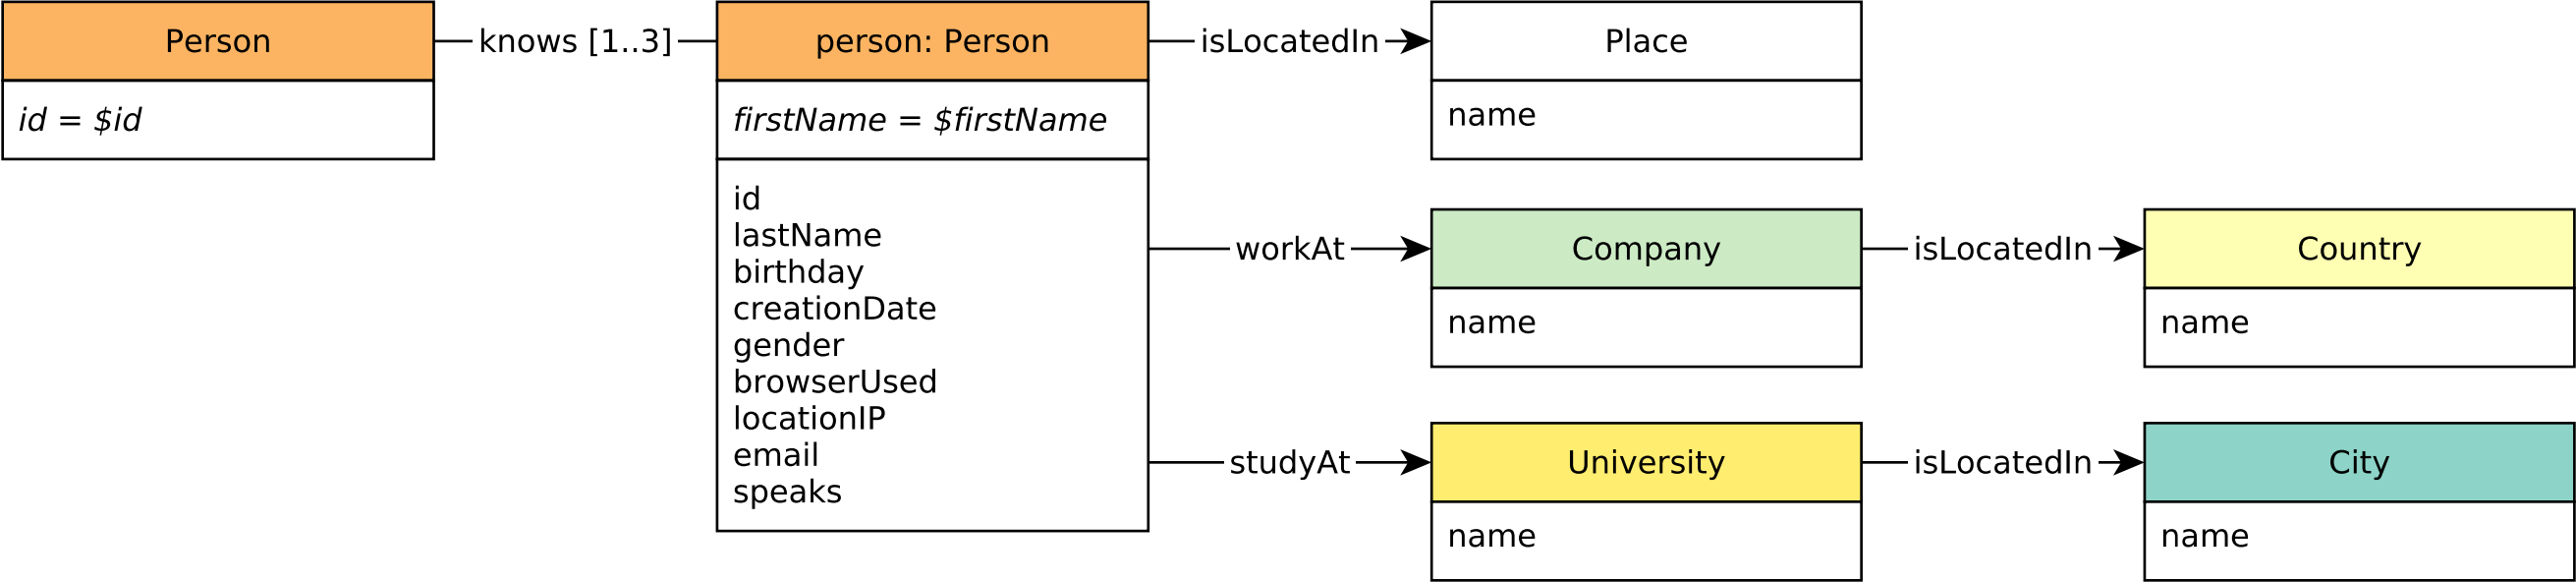 Person
id = $id
knows [1..3]
person: Person
firstName = $firstName
id
lastName
birthday
creationDate
gender
browserUsed
locationIP
email
speaks
isLocatedIn
Place
name
workAt
Company
name
isLocatedIn
Country
name
studyAt
University
name
isLocatedIn
City
name